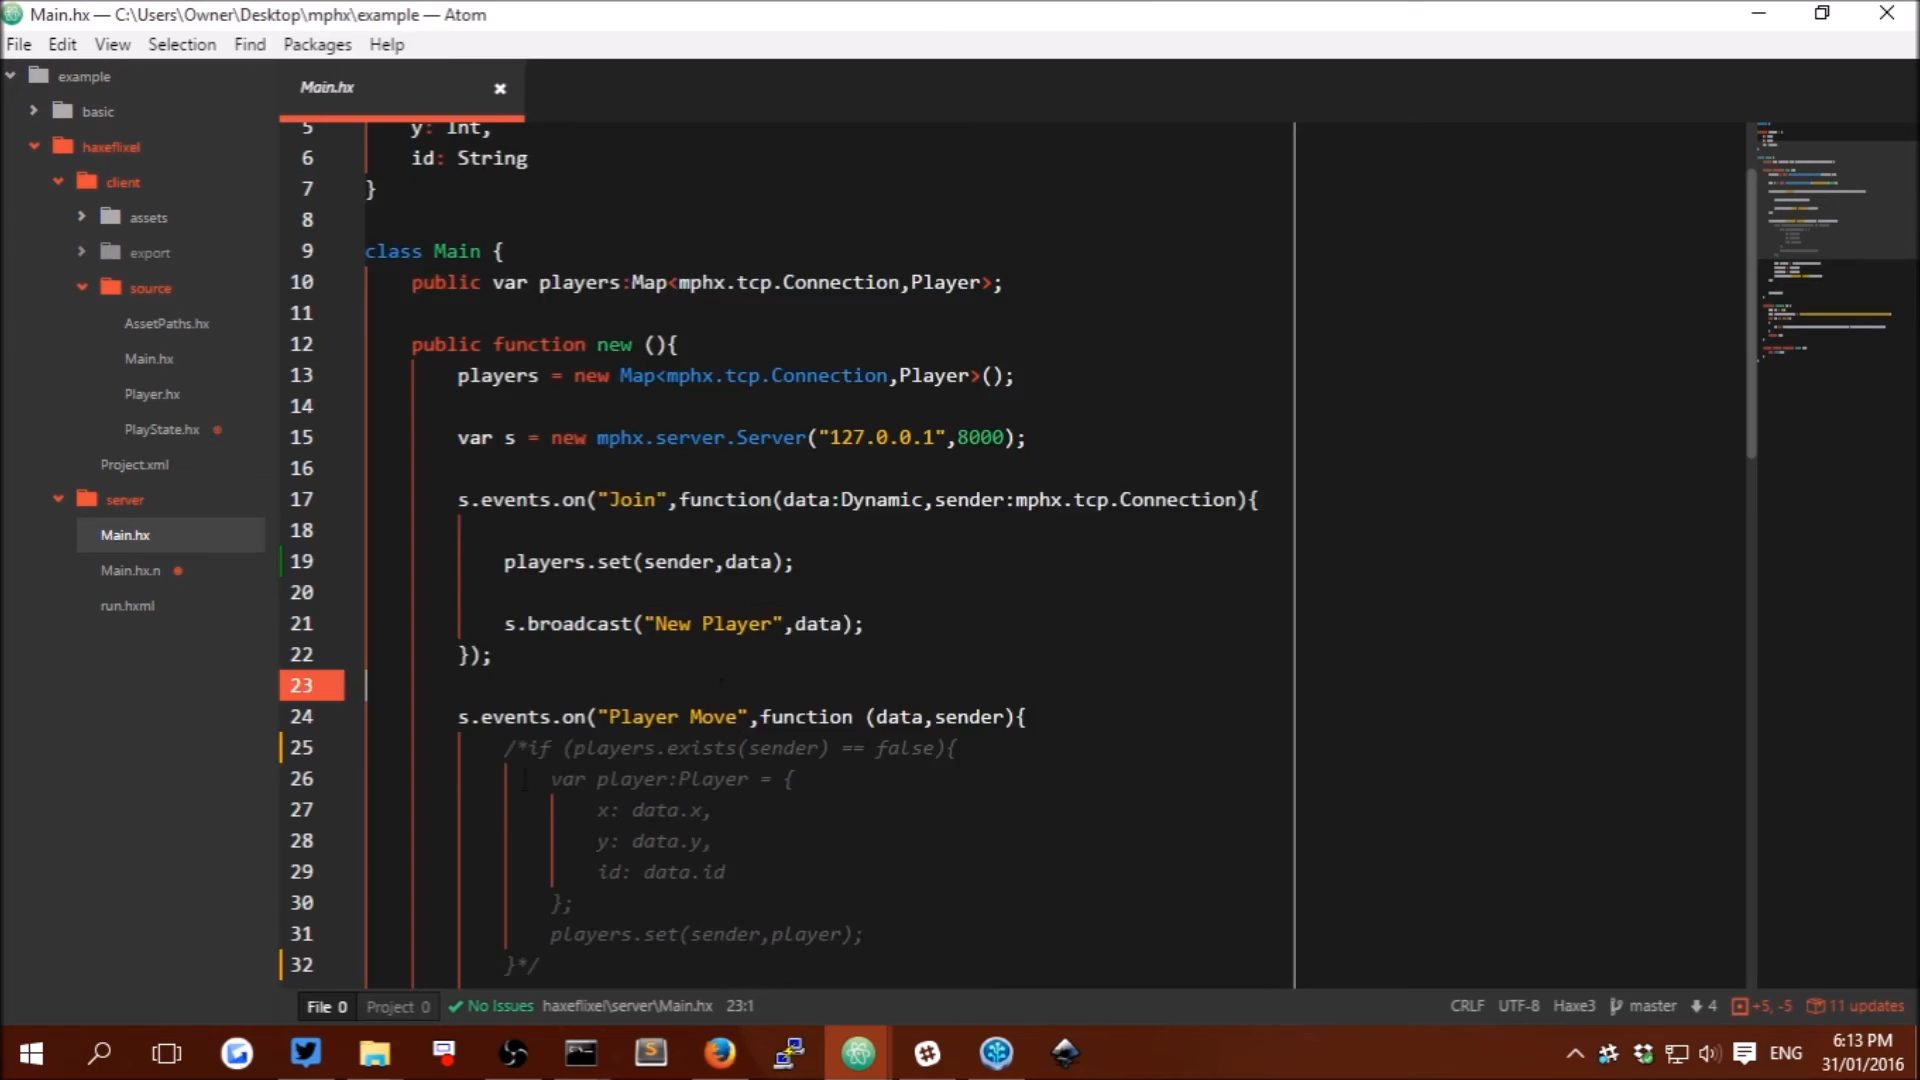 Main.hx — C:\Users\Owner\Desktop\mphx\example — Atom
File Edit View Selection Find Packages Help
example
basic
haxeflixel
client
assets
export
source
AssetPaths.hx
Main.hx
Player.hx
PlayState.hx
Project.xml
server
Main.hx
Main.hx.n
run.hxml
Main.hx
5 y: Int,
6 id: String
7 }
8
9 class Main {
10 public var players:Map<mphx.tcp.Connection,Player>;
11
12 public function new (){
13 players = new Map<mphx.tcp.Connection,Player>();
14
15 var s = new mphx.server.Server("127.0.0.1",8000);
16
17 s.events.on("Join",function(data:Dynamic,sender:mphx.tcp.Connection){
18
19 players.set(sender,data);
20
21 s.broadcast("New Player",data);
22 });
23
24 s.events.on("Player Move",function (data,sender){
25 /*if (players.exists(sender) == false){
26 var player:Player = {
27 x: data.x,
28 y: data.y,
29 id: data.id
30 };
31 players.set(sender,player);
32 }*/
File 0 Project 0 No Issues haxeflixel\server\Main.hx 23:1 CRLF UTF-8 Haxe3 master 4 +5, -5 11 updates
ENG
6:13 PM
31/01/2016